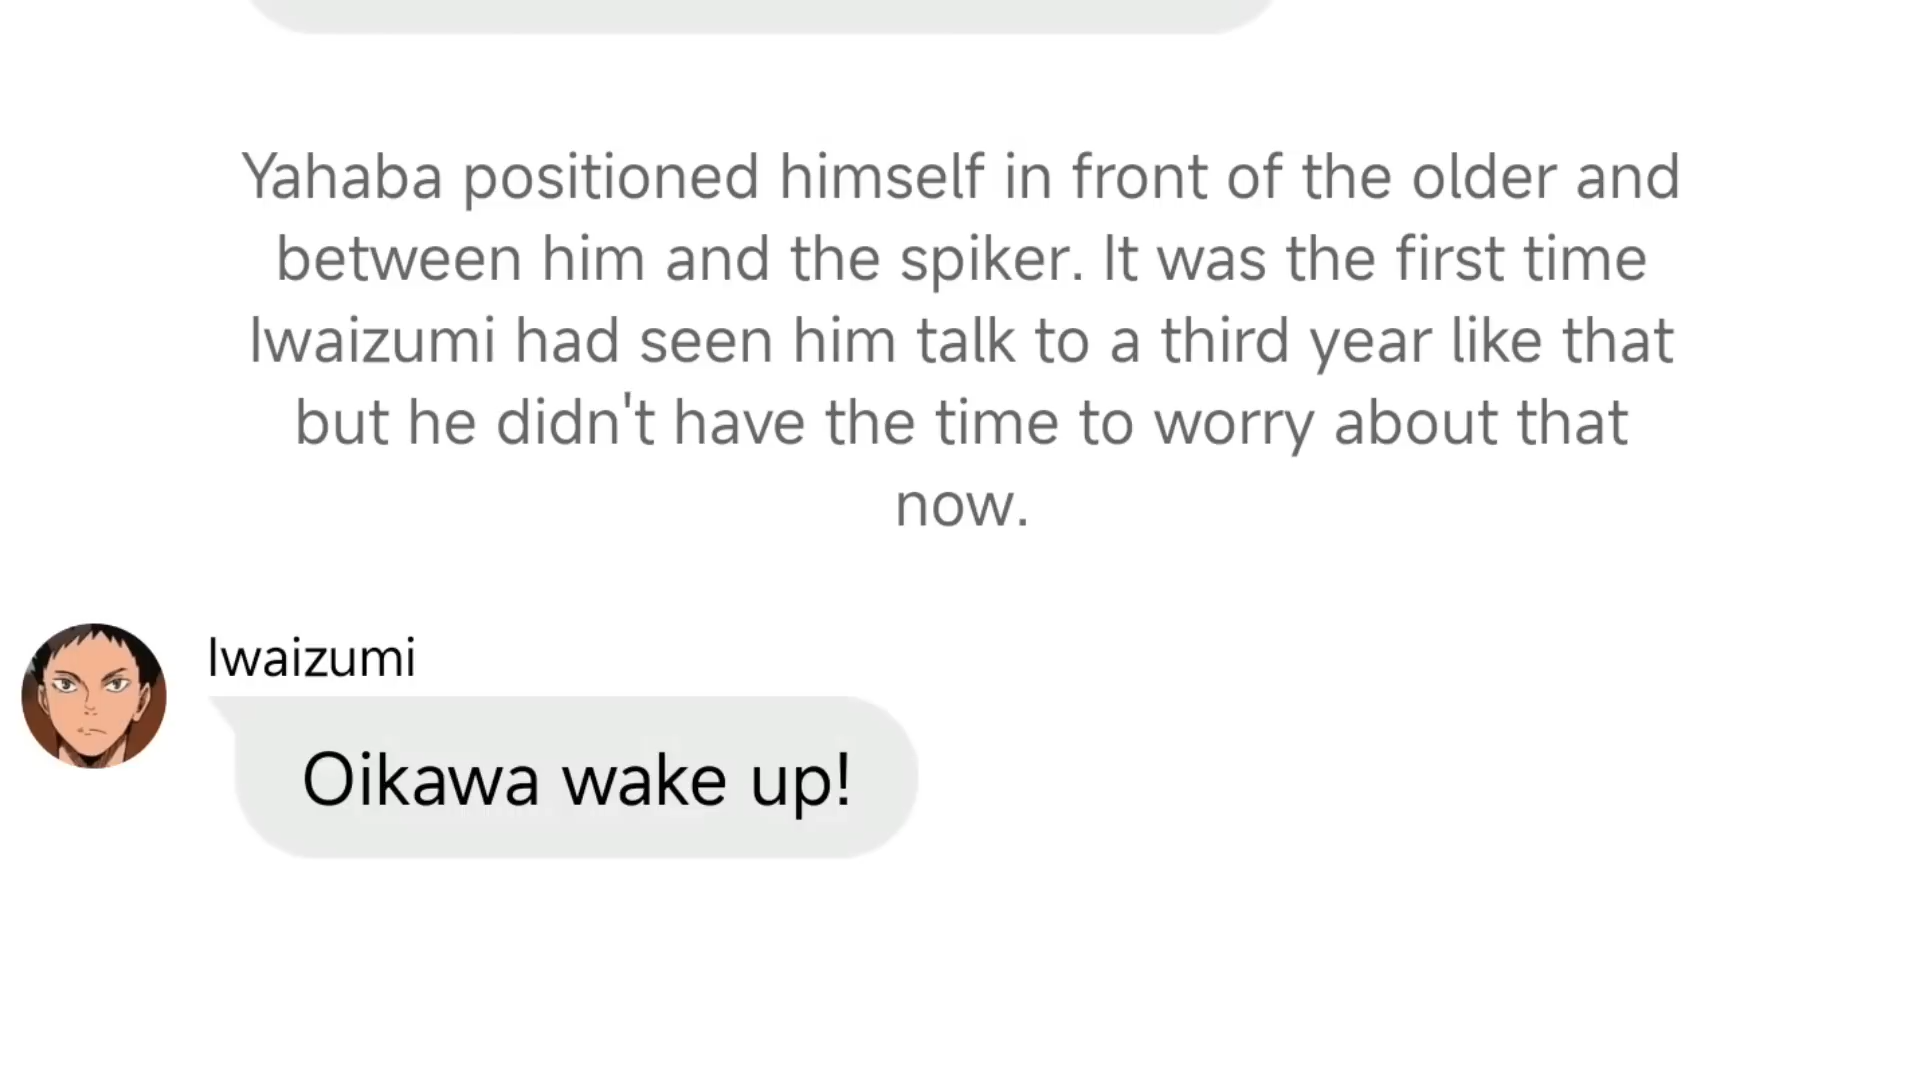 Yahaba positioned himself in front of the older and
between him and the spiker. It was the first time
Iwaizumi had seen him talk to a third year like that
but he didn't have the time to worry about that
now.
Iwaizumi
Oikawa wake up!